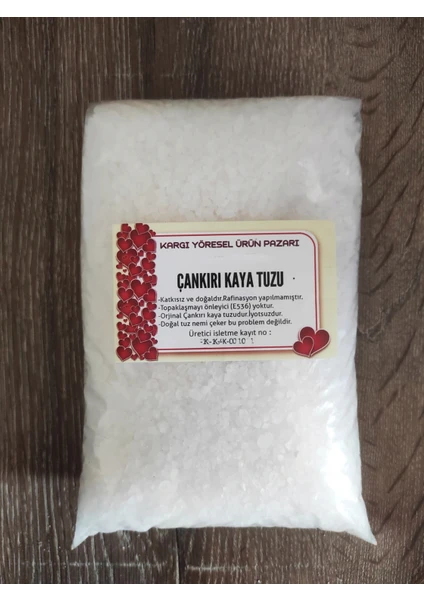 KARGI YÖRESEL ÜRÜN PAZARI
ÇANKIRI KAYA TUZU
-Katkısız ve doğaldır.Rafinasyon yapılmamıştır.
-Topaklaşmayı önleyici (E536) yoktur.
-Orjinal Çankırı kaya tuzudur.İyotsuzdur.
-Doğal tuz nemi çeker bu problem değildir.
Üretici isletme kayıt no :